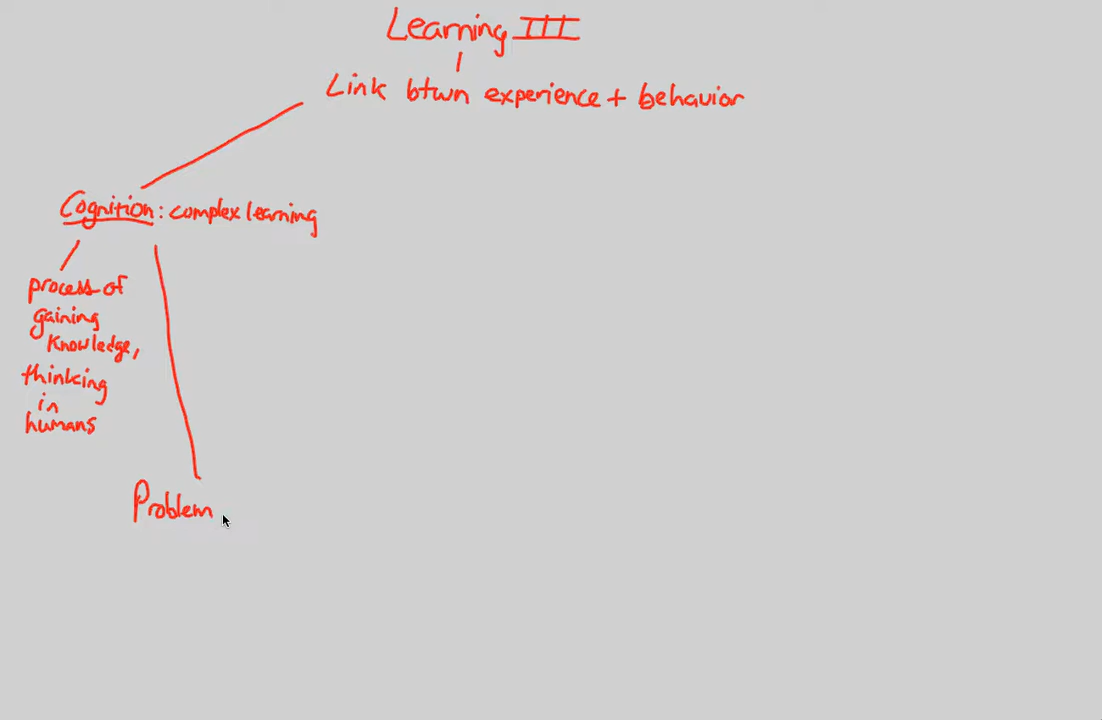 Learning III
Link btwn experience + behavior
Cognition: complex learning
process of
gaining
knowledge,
thinking
in
humans
Problem